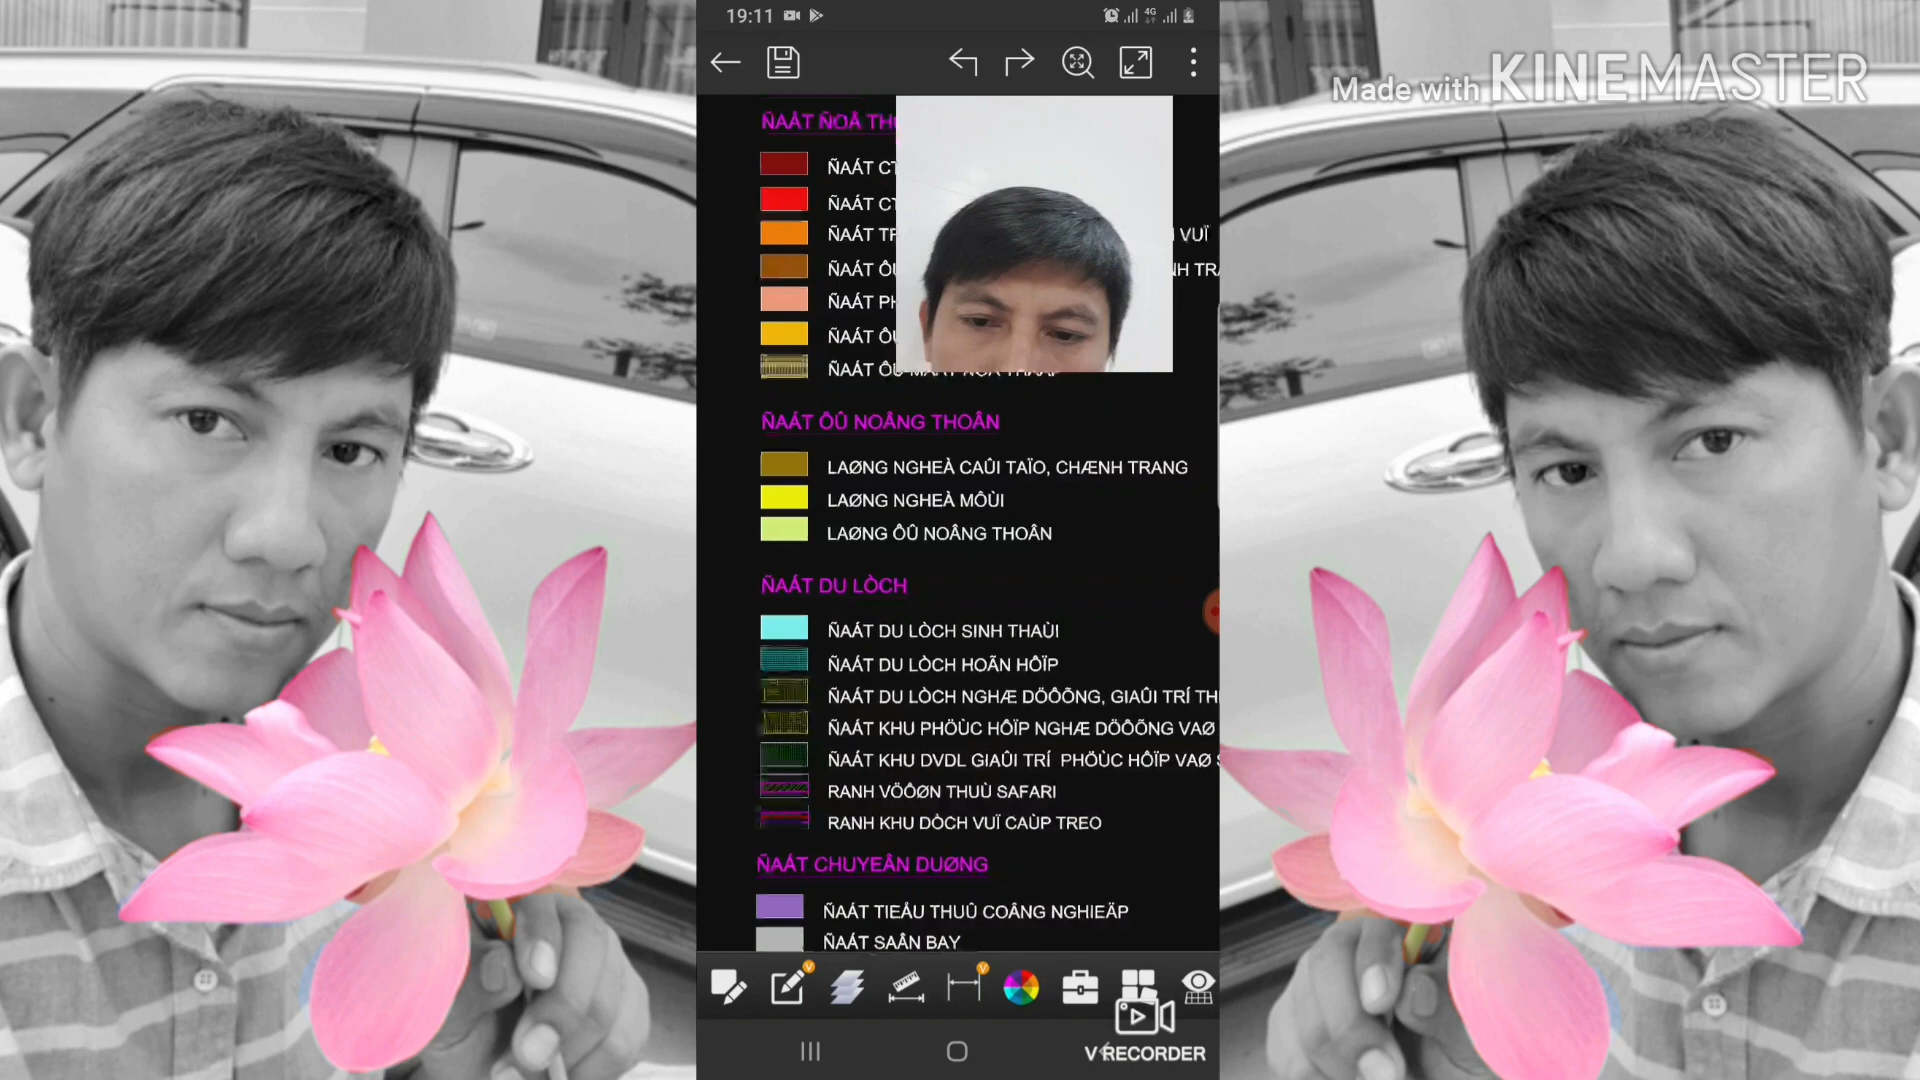 19:11
4G
Made with KINEMASTER
ÑAÁT ÑOÂ
ÑAÁT
ÑAÁT
ÑAÁT VUÏ
ÑAÁT
ÑAÁT
ÑAÁT
ÑAÁT
ÑAÁT ÔÛ NOÂNG THOÂN
LAØNG NGHEÀ CAÛI TAÏO, CHÆNH TRANG
LAØNG NGHEÀ MÔÙI
LAØNG ÔÛ NOÂNG THOÂN
ÑAÁT DU LÒCH
ÑAÁT DU LÒCH SINH THAÙI
ÑAÁT DU LÒCH HOÃN HÔÏP
ÑAÁT DU LÒCH NGHÆ DÖÔÕNG, GIAÛI TRÍ
ÑAÁT KHU PHÖÙC HÔÏP NGHÆ DÖÔÕNG VAØ
ÑAÁT KHU DVDL GIAÛI TRÍ PHÖÙC HÔÏP VAØ
RANH VÖÔØN THUÙ SAFARI
RANH KHU DÒCH VUÏ CAÙP TREO
ÑAÁT CHUYEÂN DUØNG
ÑAÁT TIEÅU THUÛ COÂNG NGHIEÄP
ÑAÁT SAÂN BAY
V RECORDER